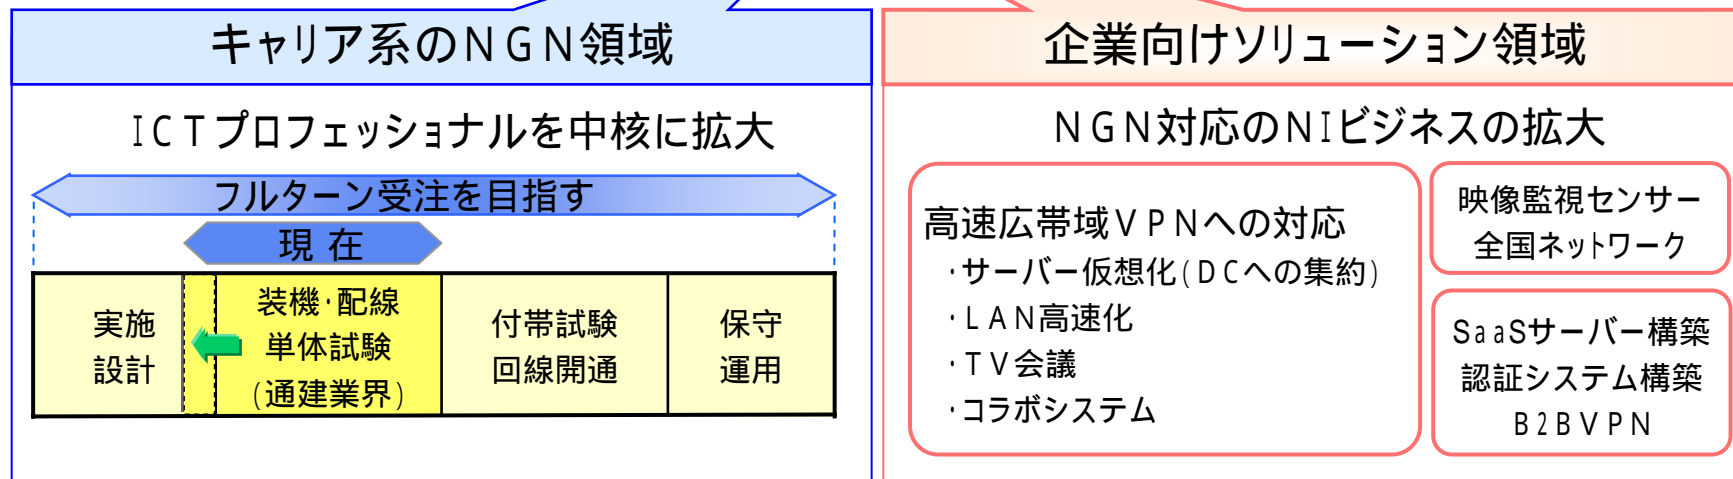 キャリア系のNGN領域
ICTプロフェッショナルを中核に拡大
フルターン受注を目指す
現在
実施
設計
装機・配線
単体試験
(通建業界)
付帯試験
回線開通
保守
運用
企業向けソリューション領域
NGN対応のNIビジネスの拡大
高速広帯域VPNへの対応
・サーバー仮想化(DCへの集約)
・LAN高速化
・TV会議
・コラボシステム
映像監視センサー
全国ネットワーク
SaaSサーバー構築
認証システム構築
B2BVPN